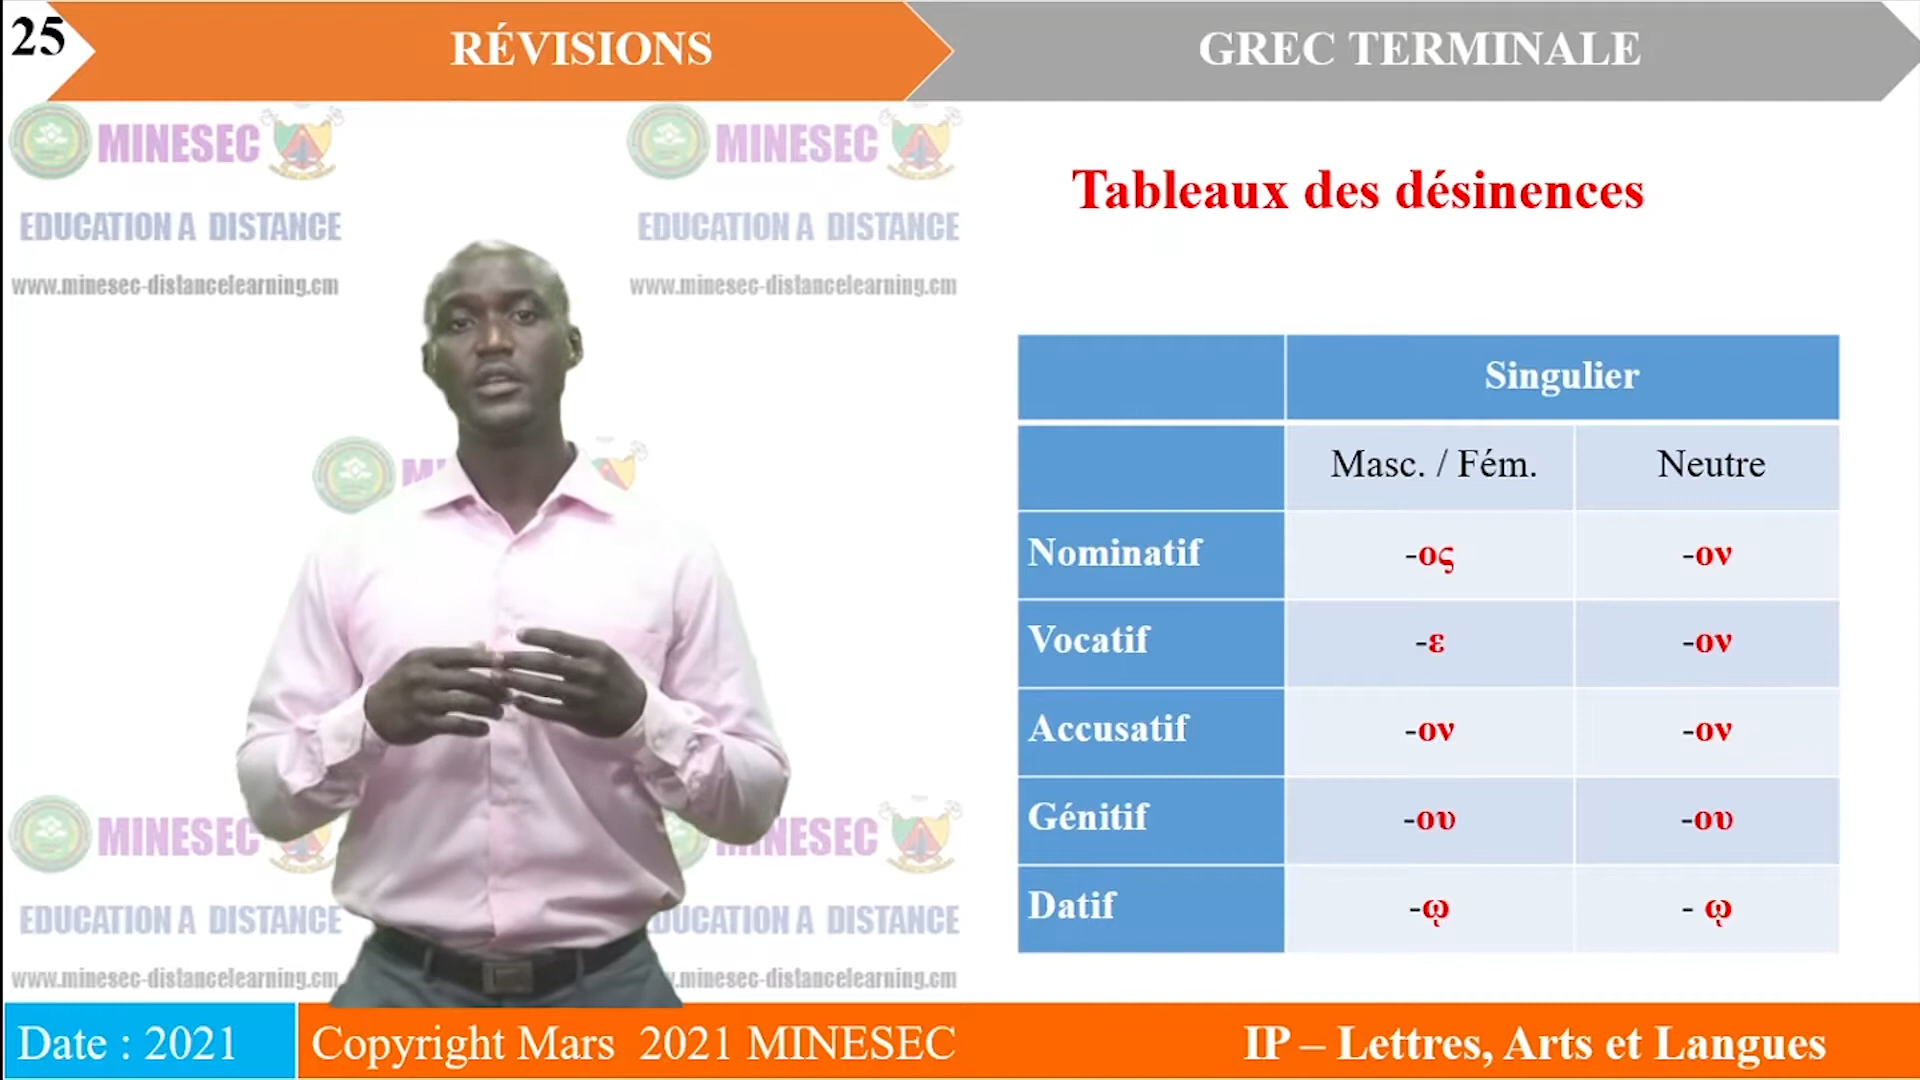 25
RÉVISIONS
GREC TERMINALE
MINESEC
MINESEC
EDUCATION A DISTANCE
EDUCATION A DISTANCE
www.minesec-distancelearning.cm
www.minesec-distancelearning.cm
Tableaux des désinences
Singulier
Masc. / Fém. Neutre
Nominatif -ος -ον
Vocatif -ε -ον
Accusatif -ον -ον
Génitif -ου -ου
Datif -ῳ - ῳ
MINESEC
EDUCATION A DISTANCE
www.minesec-distancelearning.cm
Date : 2021
Copyright Mars 2021 MINESEC
IP – Lettres, Arts et Langues